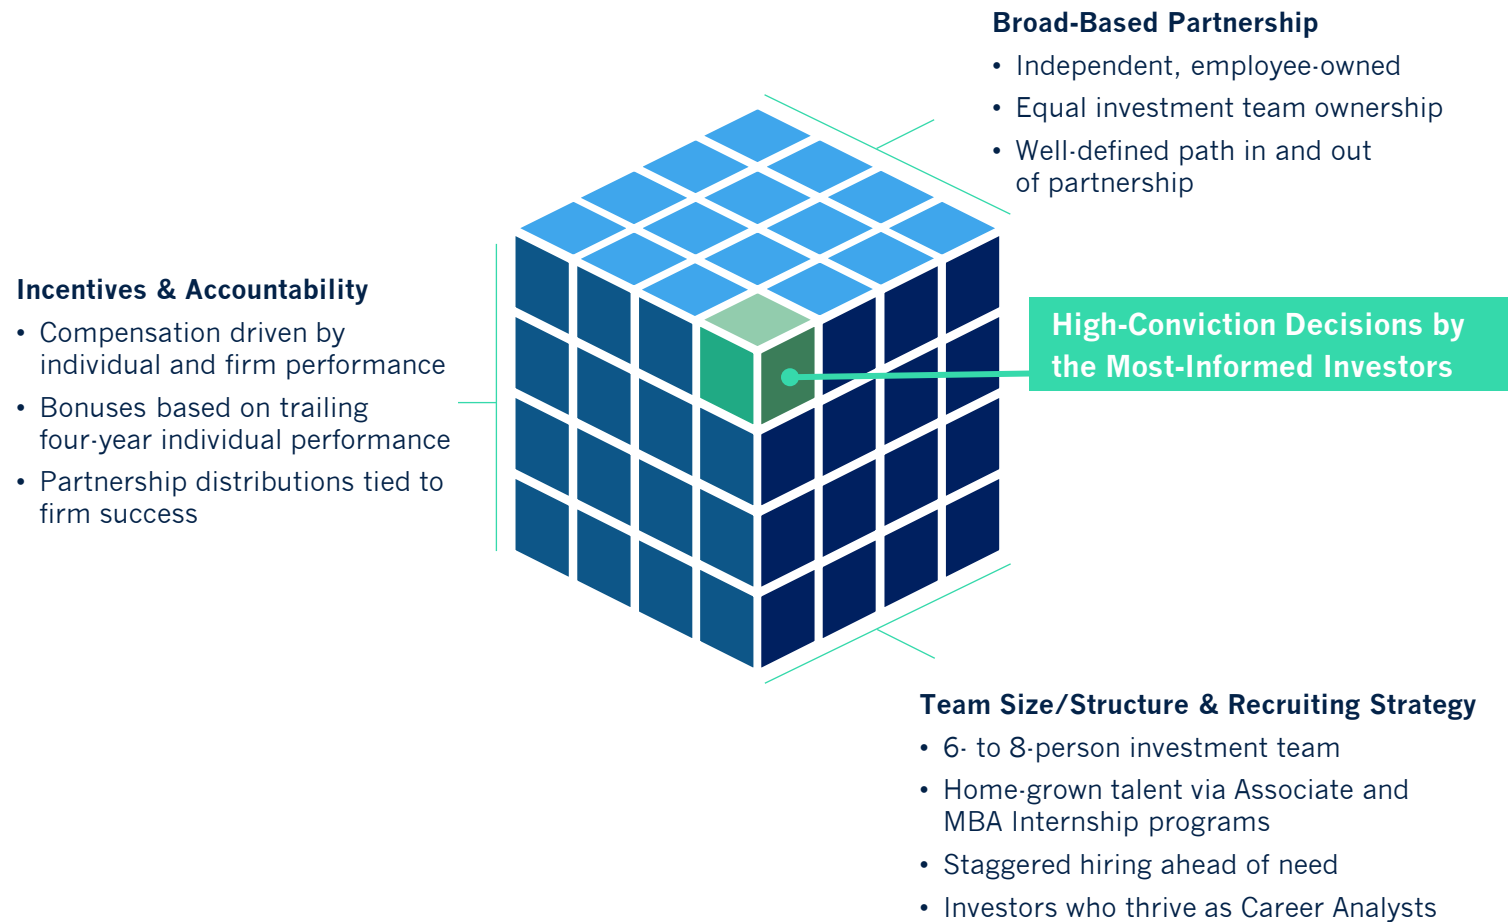 Broad-Based Partnership
• Independent, employee-owned
• Equal investment team ownership
• Well-defined path in and out
of partnership
Incentives & Accountability
• Compensation driven by
individual and firm performance
• Bonuses based on trailing
four-year individual performance
• Partnership distributions tied to
firm success
High-Conviction Decisions by
the Most-Informed Investors
Team Size/Structure & Recruiting Strategy
• 6- to 8-person investment team
• Home-grown talent via Associate and
MBA Internship programs
• Staggered hiring ahead of need
• Investors who thrive as Career Analysts